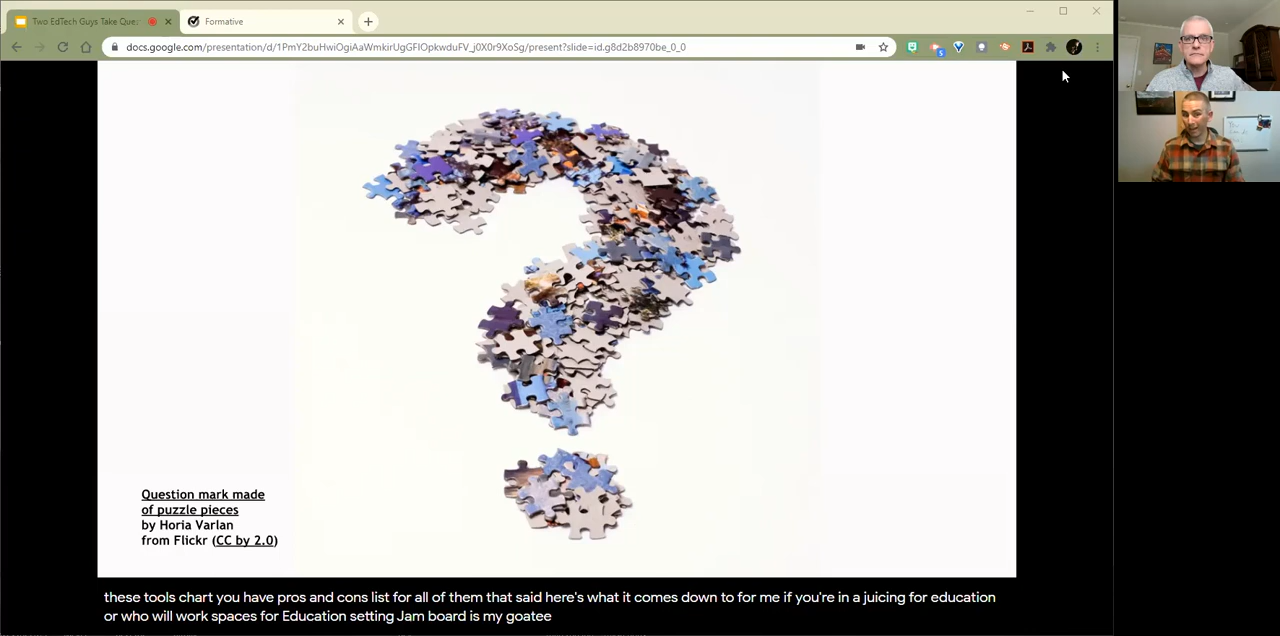 Two EdTech Guys Take Que
Formative
docs.google.com/presentation/d/1PmY2buHwiOgiAaWmkirUgGFIOpkwduFV_j0X0r9XoSg/present?slide=id.g8d2b8970be_0_0
5
Question mark made
of puzzle pieces
by Horia Varlan
from Flickr (CC by 2.0)
these tools chart you have pros and cons list for all of them that said here's what it comes down to for me if you're in a juicing for education
or who will work spaces for Education setting Jam board is my goatee